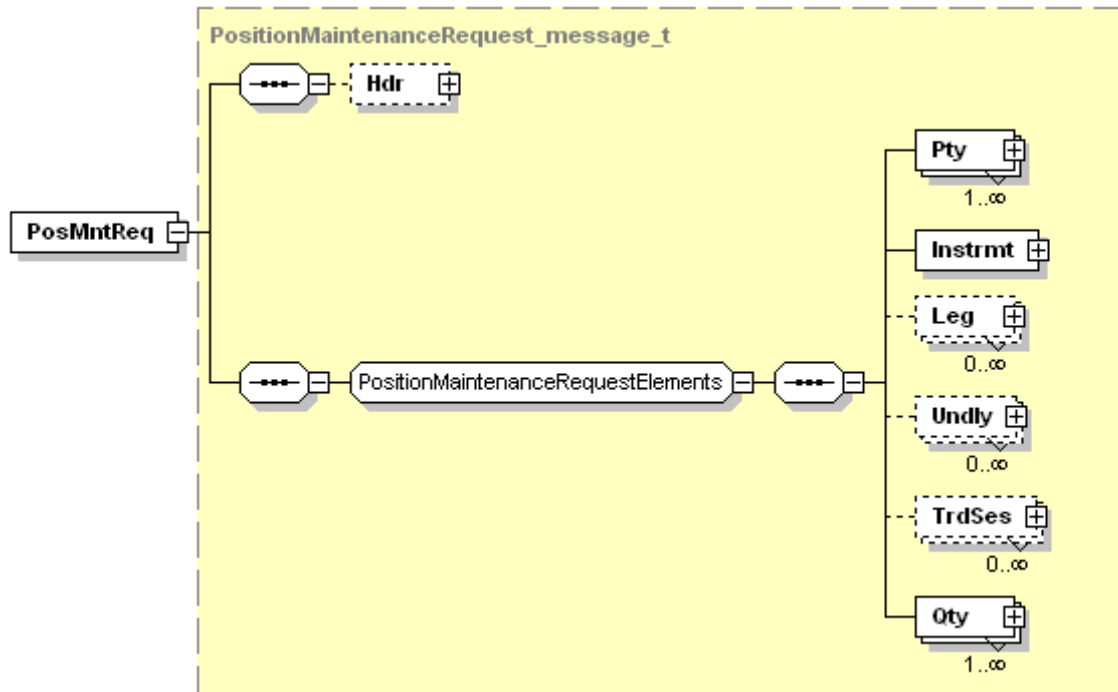 PositionMaintenanceRequest_message_t
Hdr
PosMntReq
PositionMaintenanceRequestElements
Pty
1..∞
Instrmt
Leg
0..∞
Undly
0..∞
TrdSes
0..∞
Qty
1..∞